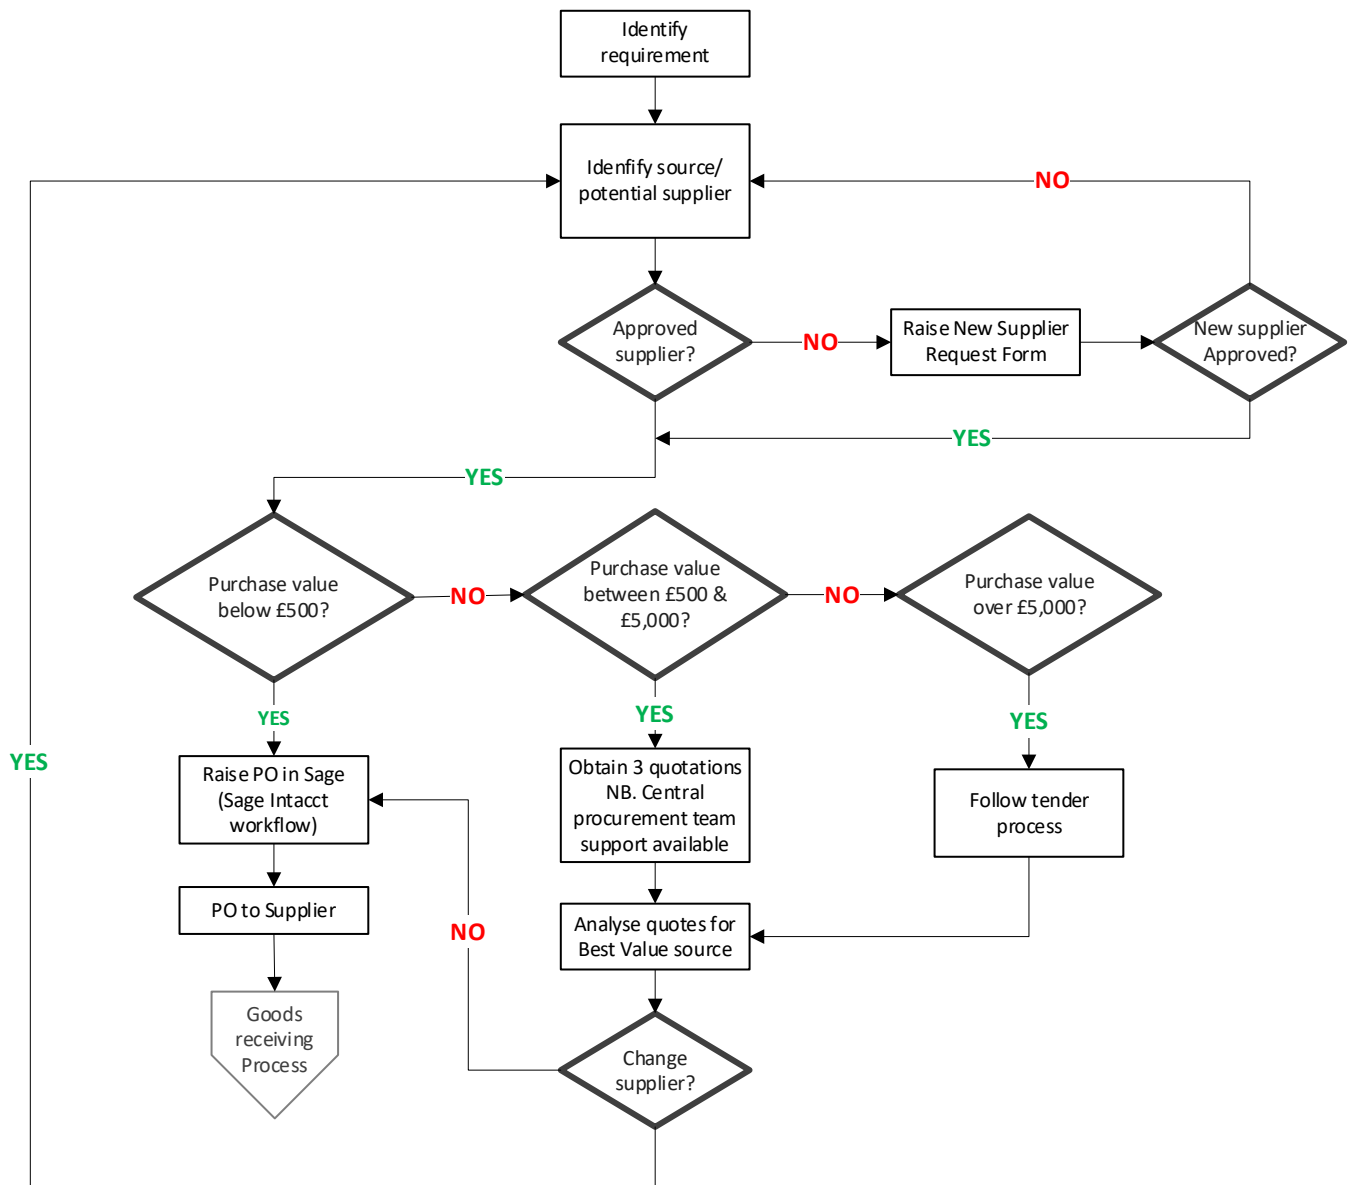 Identify
requirement
Idenfify source/
potential supplier
NO
Approved
supplier?
NO
Raise New Supplier
Request Form
New supplier
Approved?
YES
YES
Purchase value
below £500?
NO
Purchase value
between £500 &
£5,000?
NO
Purchase value
over £5,000?
YES
YES
YES
YES
Raise PO in Sage
(Sage Intacct
workflow)
Obtain 3 quotations
NB. Central
procurement team
support available
Follow tender
process
PO to Supplier
NO
Analyse quotes for
Best Value source
Goods
receiving
Process
Change
supplier?